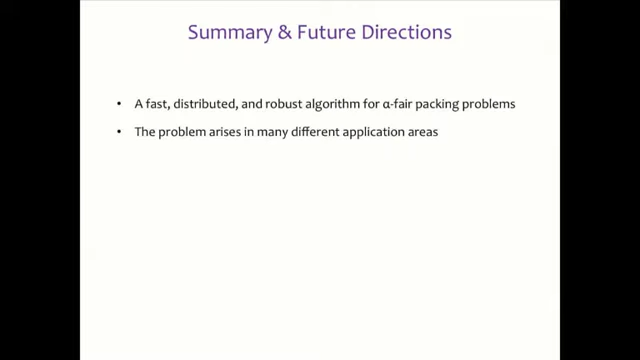 Summary & Future Directions
• A fast, distributed, and robust algorithm for α-fair packing problems
• The problem arises in many different application areas